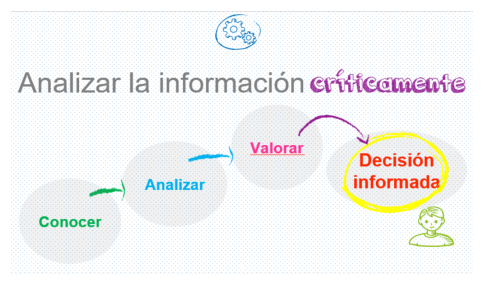 Analizar la información críticamente
Valorar
Decisión
informada
Analizar
Conocer